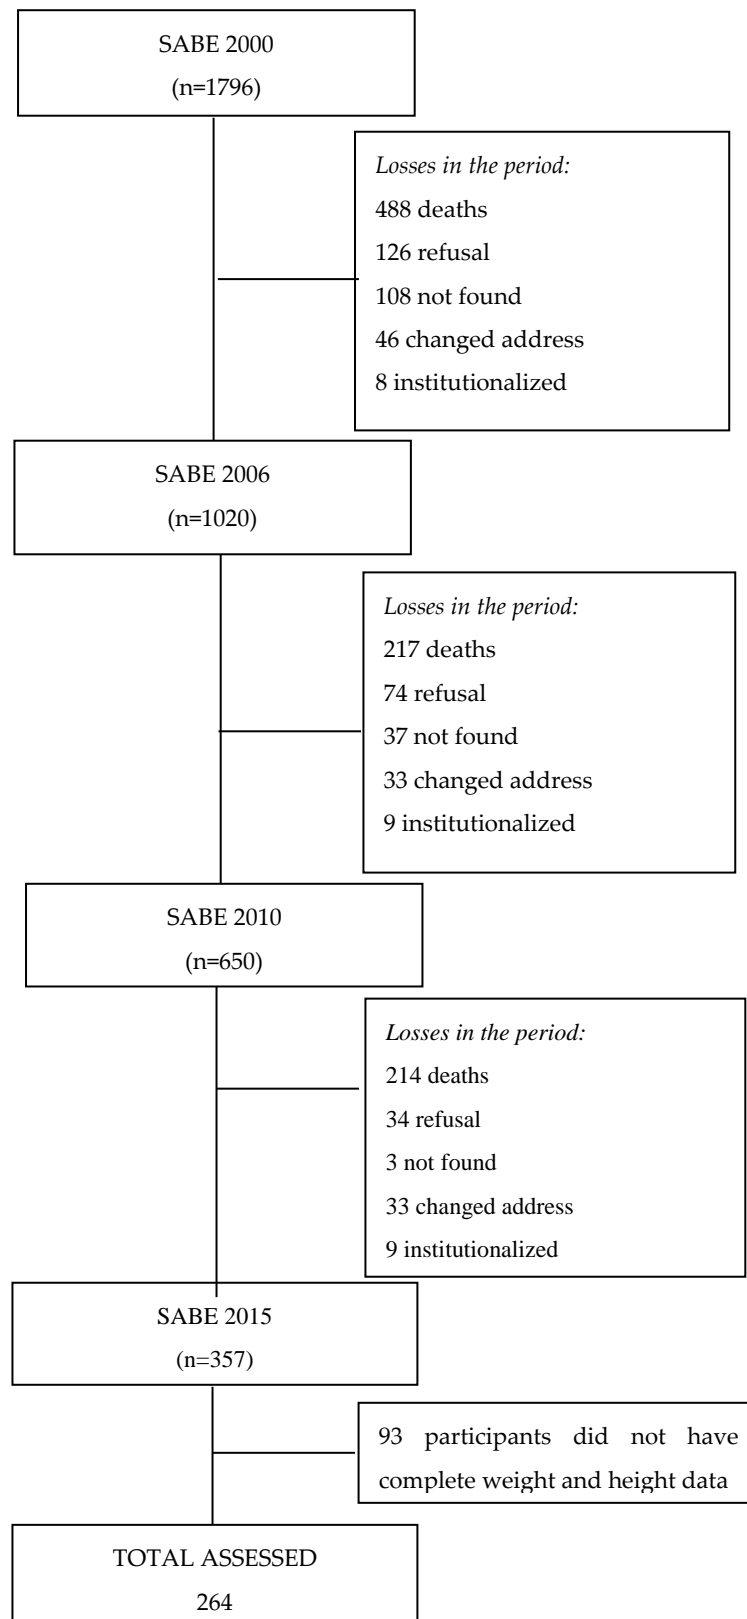 SABE 2000
(n=1796)
Losses in the period:
488 deaths
126 refusal
108 not found
46 changed address
8 institutionalized
SABE 2006
(n=1020)
Losses in the period:
217 deaths
74 refusal
37 not found
33 changed address
9 institutionalized
SABE 2010
(n=650)
Losses in the period:
214 deaths
34 refusal
3 not found
33 changed address
9 institutionalized
SABE 2015
(n=357)
93 participants did not have
complete weight and height data
TOTAL ASSESSED
264